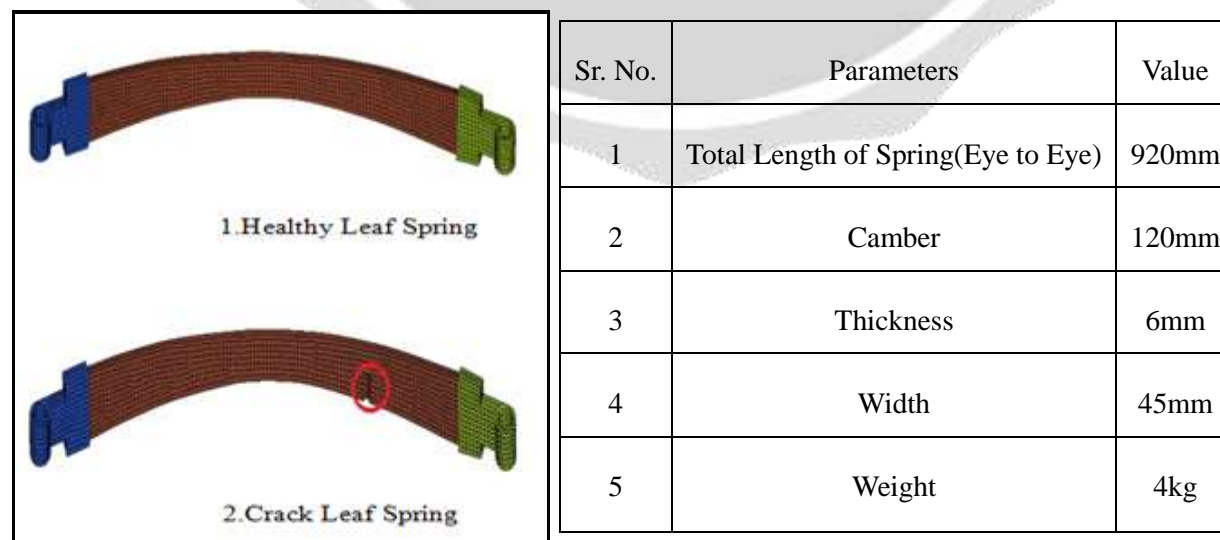 1.Healthy Leaf Spring
2.Crack Leaf Spring
Sr. No. Parameters Value
1 Total Length of Spring(Eye to Eye) 920mm
2 Camber 120mm
3 Thickness 6mm
4 Width 45mm
5 Weight 4kg